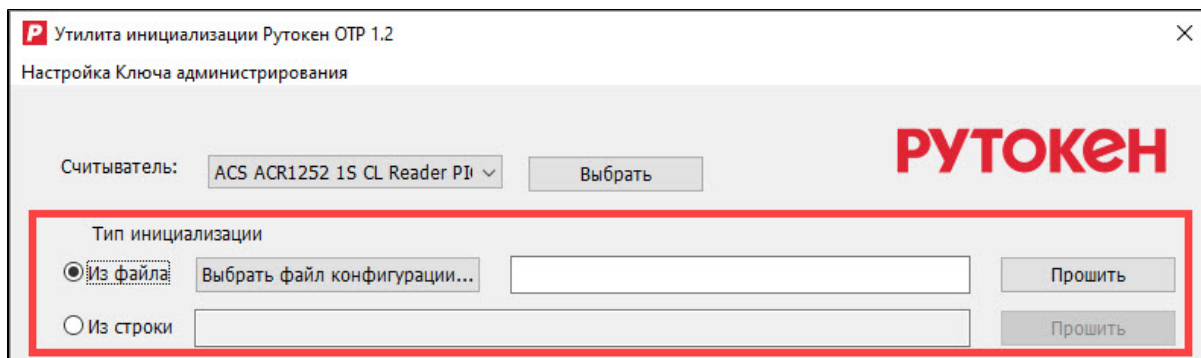 Утилита инициализации Рутокен OTP 1.2
Настройка Ключа администрирования
РУТОКЕН
Считыватель: ACS ACR1252 1S CL Reader PI Выбрать
Тип инициализации
Из файла Выбрать файл конфигурации... Прошить
Из строки Прошить